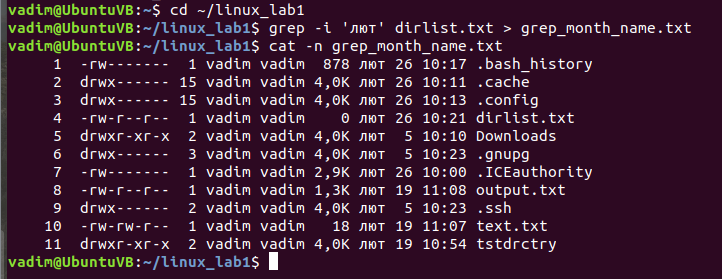 vadim@UbuntuVB:~$ cd ~/linux_lab1
vadim@UbuntuVB:~/linux_lab1$ grep -i 'лют' dirlist.txt > grep_month_name.txt
vadim@UbuntuVB:~/linux_lab1$ cat -n grep_month_name.txt
     1  -rw-------  1 vadim vadim  878 лют 26 10:17 .bash_history
     2  drwx------ 15 vadim vadim 4,0K лют 26 10:11 .cache
     3  drwx------ 15 vadim vadim 4,0K лют 26 10:13 .config
     4  -rw-r--r--  1 vadim vadim    0 лют 26 10:21 dirlist.txt
     5  drwxr-xr-x  2 vadim vadim 4,0K лют  5 10:10 Downloads
     6  drwx------  3 vadim vadim 4,0K лют  5 10:23 .gnupg
     7  -rw-------  1 vadim vadim 2,9K лют 26 10:00 .ICEauthority
     8  -rw-r--r--  1 vadim vadim 1,3K лют 19 11:08 output.txt
     9  drwx------  2 vadim vadim 4,0K лют  5 10:23 .ssh
    10  -rw-rw-r--  1 vadim vadim   18 лют 19 11:07 text.txt
    11  drwxr-xr-x  2 vadim vadim 4,0K лют 19 10:54 tstdrctry
vadim@UbuntuVB:~/linux_lab1$